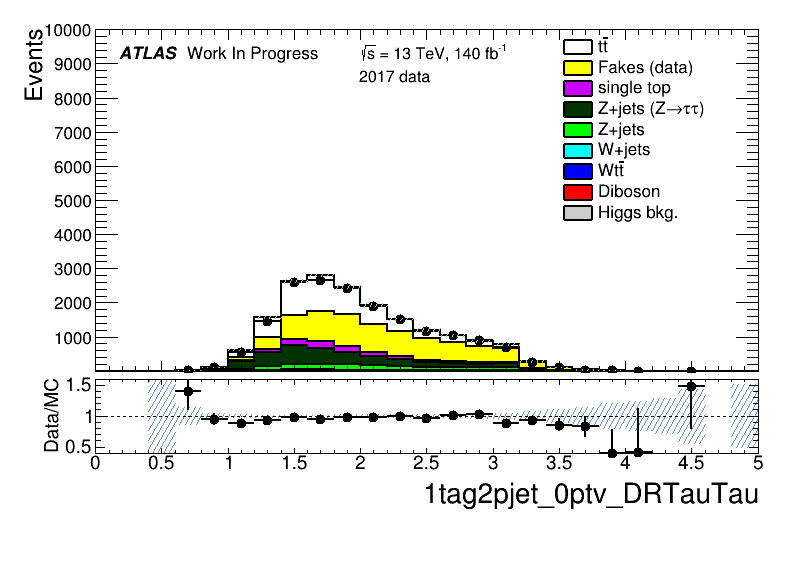 10000
9000
8000
7000
6000
5000
4000
3000
2000
1000
Events
ATLAS Work In Progress
√s = 13 TeV, 140 fb⁻¹
2017 data
tt̄
Fakes (data)
single top
Z+jets (Z→ττ)
Z+jets
W+jets
Wtt̄
Diboson
Higgs bkg.
Data/MC
1.5
1
0.5
0 0.5 1 1.5 2 2.5 3 3.5 4 4.5 5
1tag2pjet_0ptv_DRTauTau